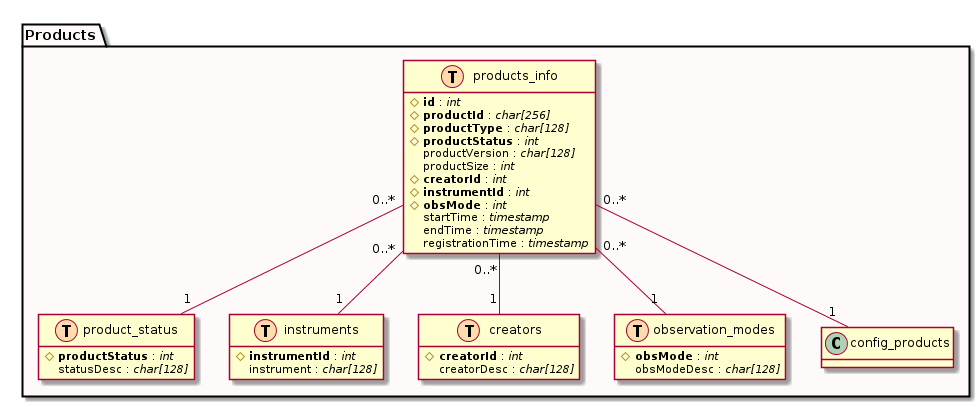 Products
T products_info
id : int
productId : char[256]
productType : char[128]
productStatus : int
productVersion : char[128]
productSize : int
creatorId : int
instrumentId : int
obsMode : int
startTime : timestamp
endTime : timestamp
registrationTime : timestamp
0..* 0..*
0..* 0..*
0..*
1 1 1 1 1
T product_status
productStatus : int
statusDesc : char[128]
T instruments
instrumentId : int
instrument : char[128]
T creators
creatorId : int
creatorDesc : char[128]
T observation_modes
obsMode : int
obsModeDesc : char[128]
C config_products